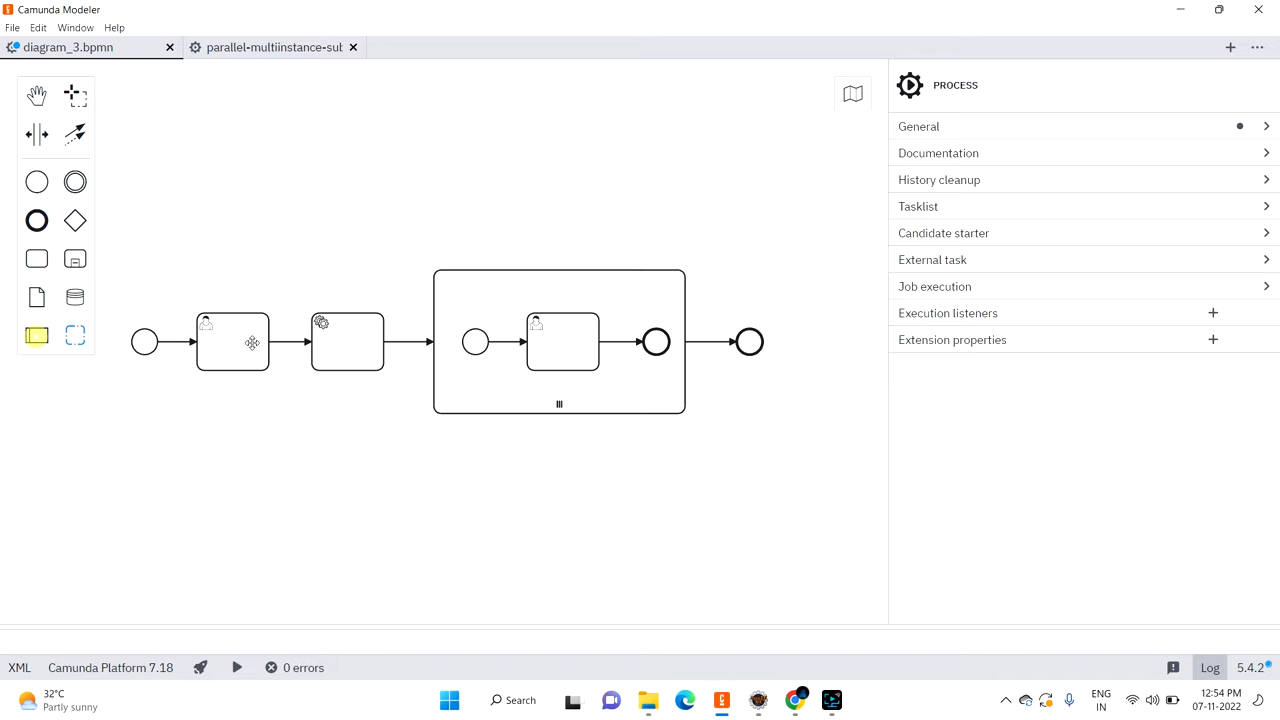 Camunda Modeler
File Edit Window Help
diagram_3.bpmn
parallel-multiinstance-sub
PROCESS
General
Documentation
History cleanup
Tasklist
Candidate starter
External task
Job execution
Execution listeners
Extension properties
XML Camunda Platform 7.18 0 errors Log 5.4.2
32°C
Partly sunny
Search
ENG
IN
12:54 PM
07-11-2022